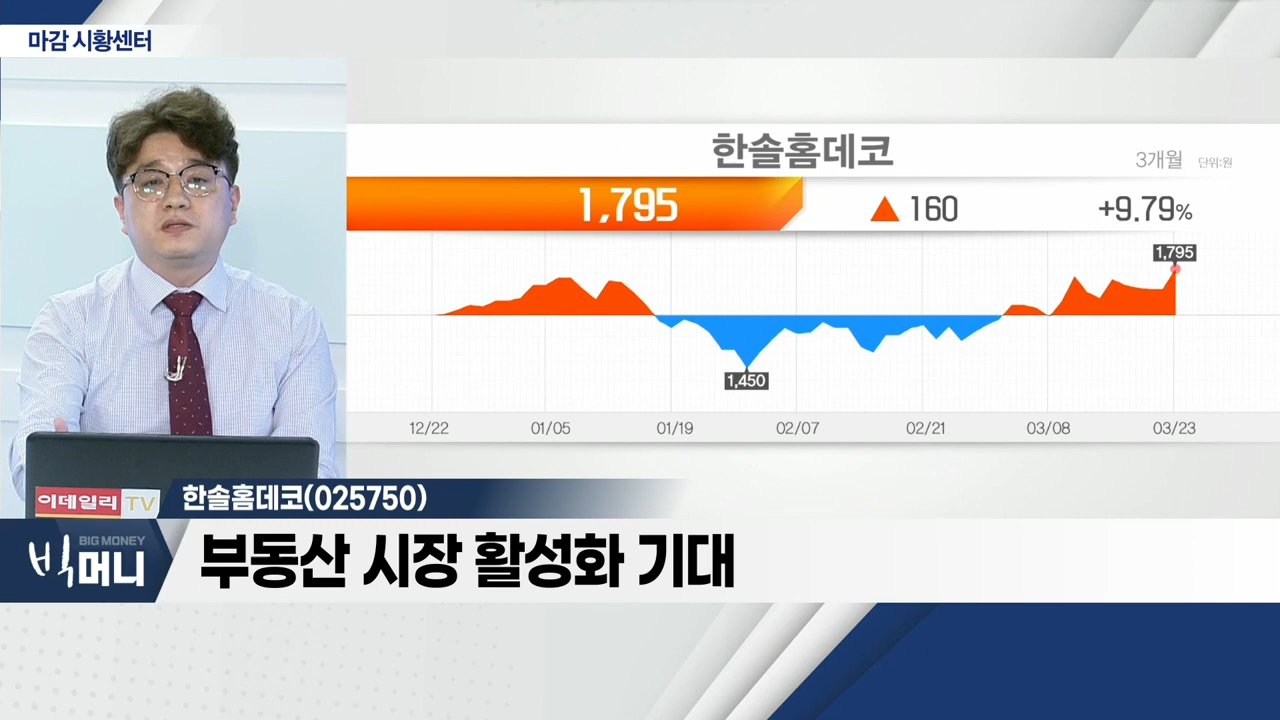 마감 시황센터
한솔홈데코
3개월 단위:원
1,795 ▲ 160 +9.79%
1,795
1,450
12/22 01/05 01/19 02/07 02/21 03/08 03/23
이데일리 TV
한솔홈데코(025750)
BIG MONEY
빅머니
부동산 시장 활성화 기대